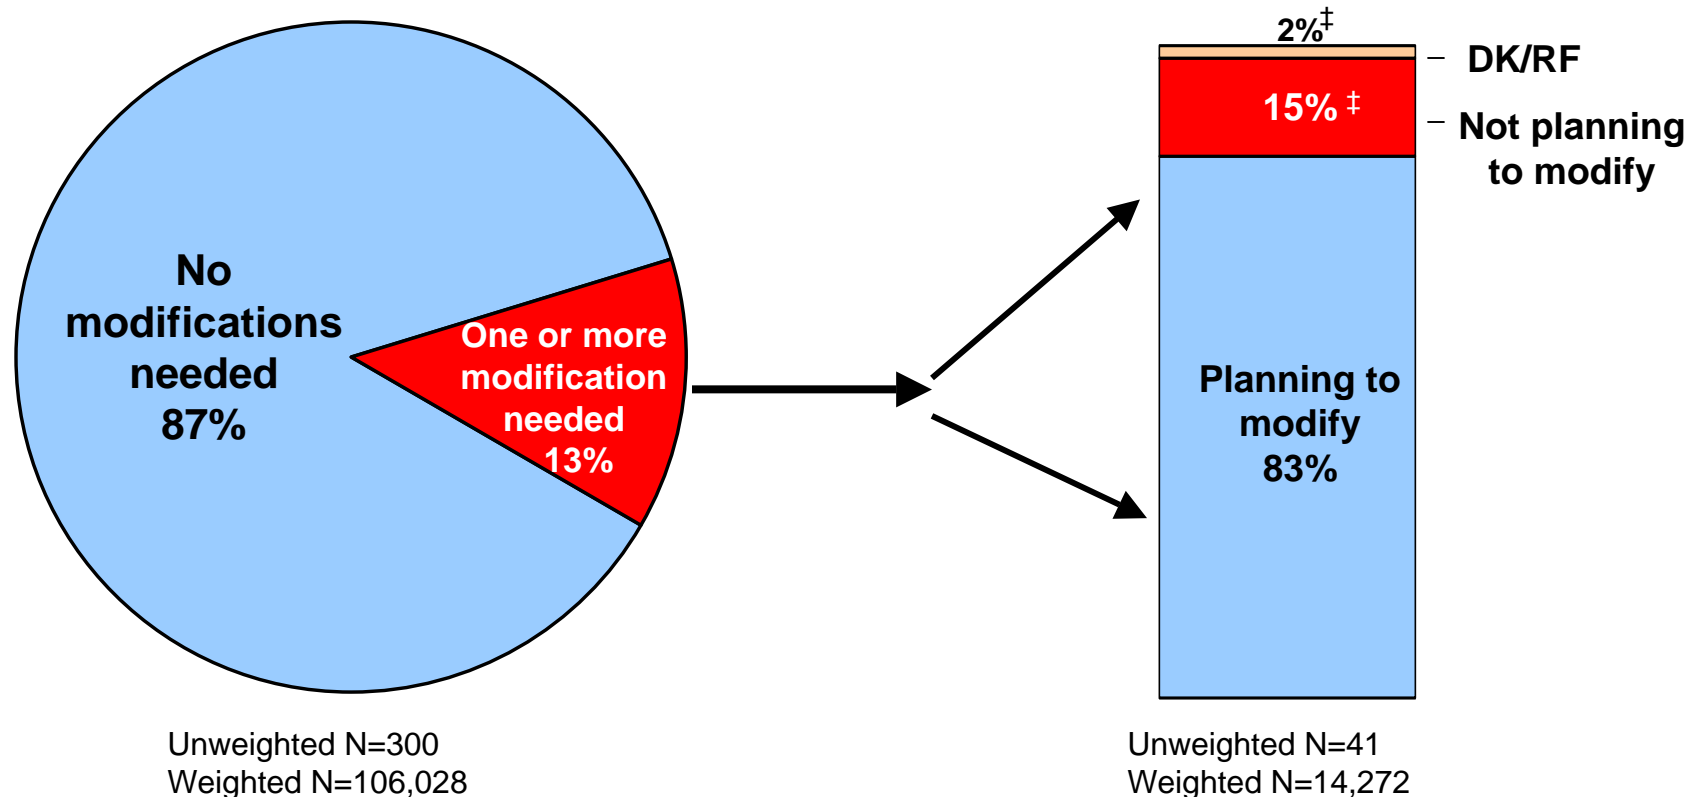 No
modifications
needed
87%
One or more
modification
needed
13%
2%‡
DK/RF
15% ‡
Not planning
to modify
Planning to
modify
83%
Unweighted N=300
Weighted N=106,028
Unweighted N=41
Weighted N=14,272